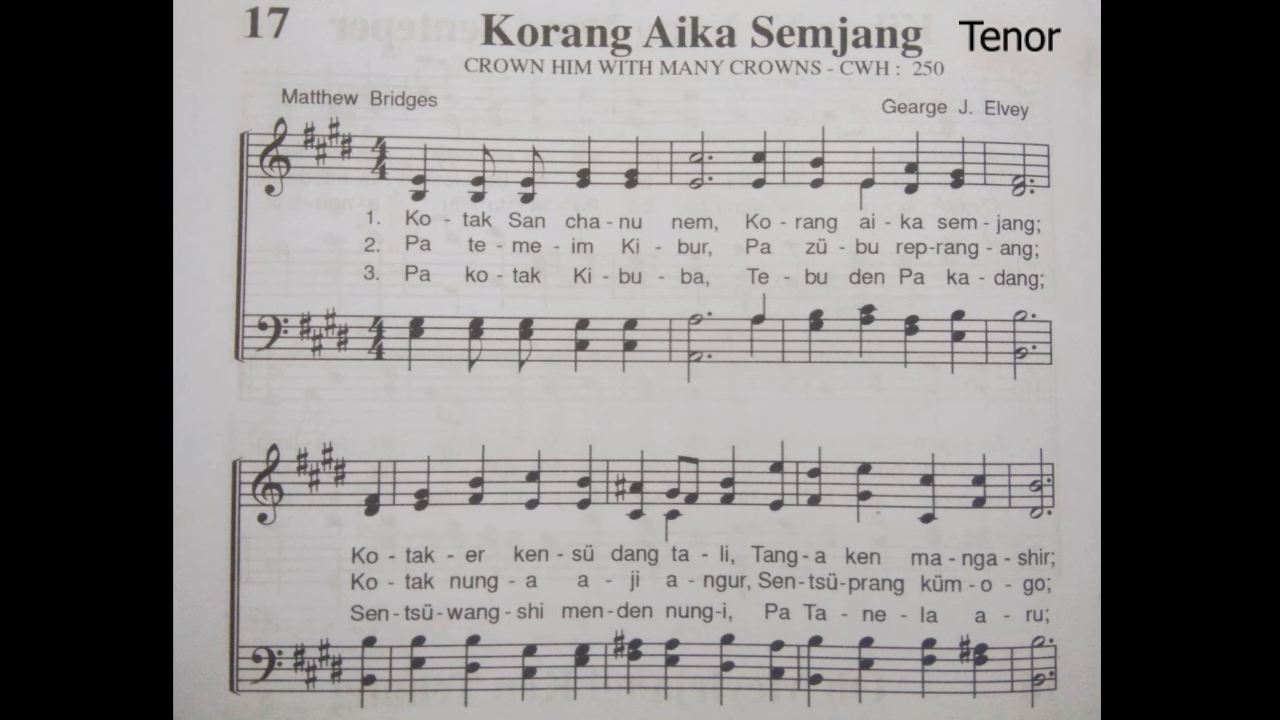 17
Korang Aika Semjang
Tenor
CROWN HIM WITH MANY CROWNS - CWH : 250
Matthew Bridges
Gearge J. Elvey
1. Ko - tak San cha - nu nem, Ko - rang ai - ka sem - jang;
2. Pa te - me - im Ki - bur, Pa zü - bu rep-rang - ang;
3. Pa ko - tak Ki - bu - ba, Te - bu den Pa ka - dang;
Ko - tak - er ken - sü dang ta - li, Tang - a ken ma - nga - shir;
Ko - tak nung - a a - ji a - ngur, Sen - tsü-prang küm - o - go;
Sen - tsü - wang - shi men - den nung-i, Pa Ta - ne - la a - ru;